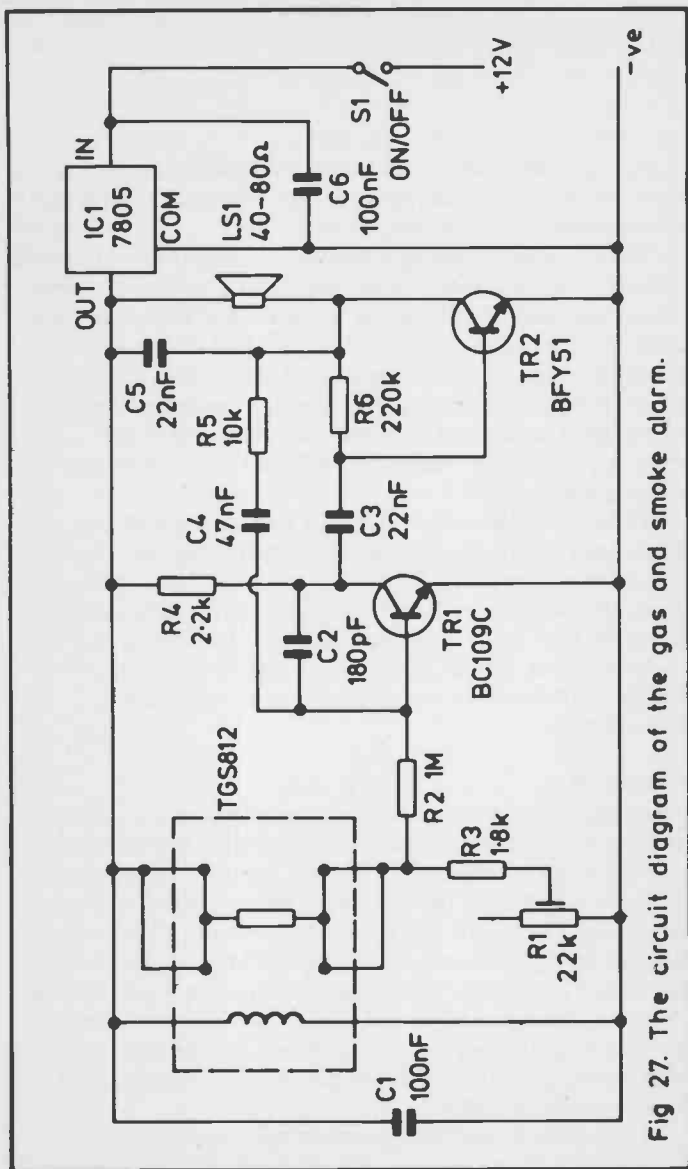 TGS812
C1
100nF
R1
22k
R3
1·8k
R2 1M
R4
2·2k
C2
180pF
TR1
BC109C
C4
47nF
C3
22nF
C5
22nF
R5
10k
R6
220k
TR2
BFY51
OUT
IC1
7805
IN
COM
LS1
40-80Ω
C6
100nF
S1
ON/OFF
+12V
-ve
Fig 27. The circuit diagram of the gas and smoke alarm.